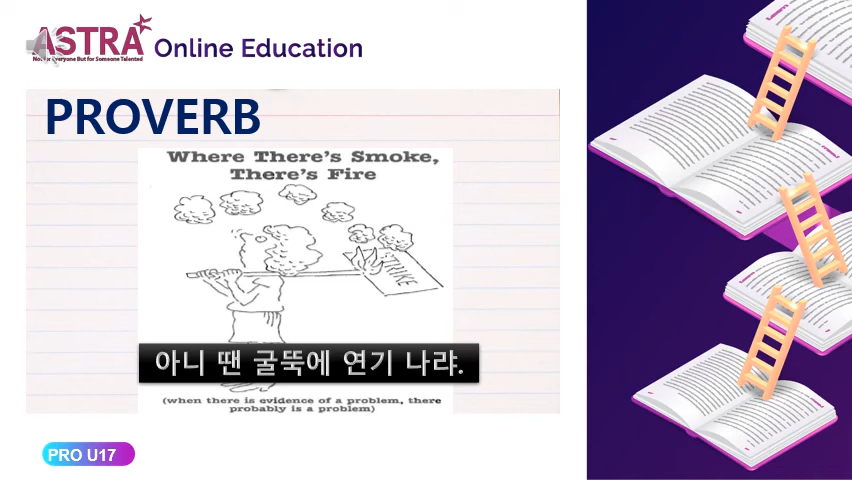 ASTRA
Not For Everyone But for Someone Talented
Online Education
PROVERB
Where There's Smoke,
There's Fire
아니 땐 굴뚝에 연기 나랴.
(when there is evidence of a problem, there
probably is a problem)
PRO U17